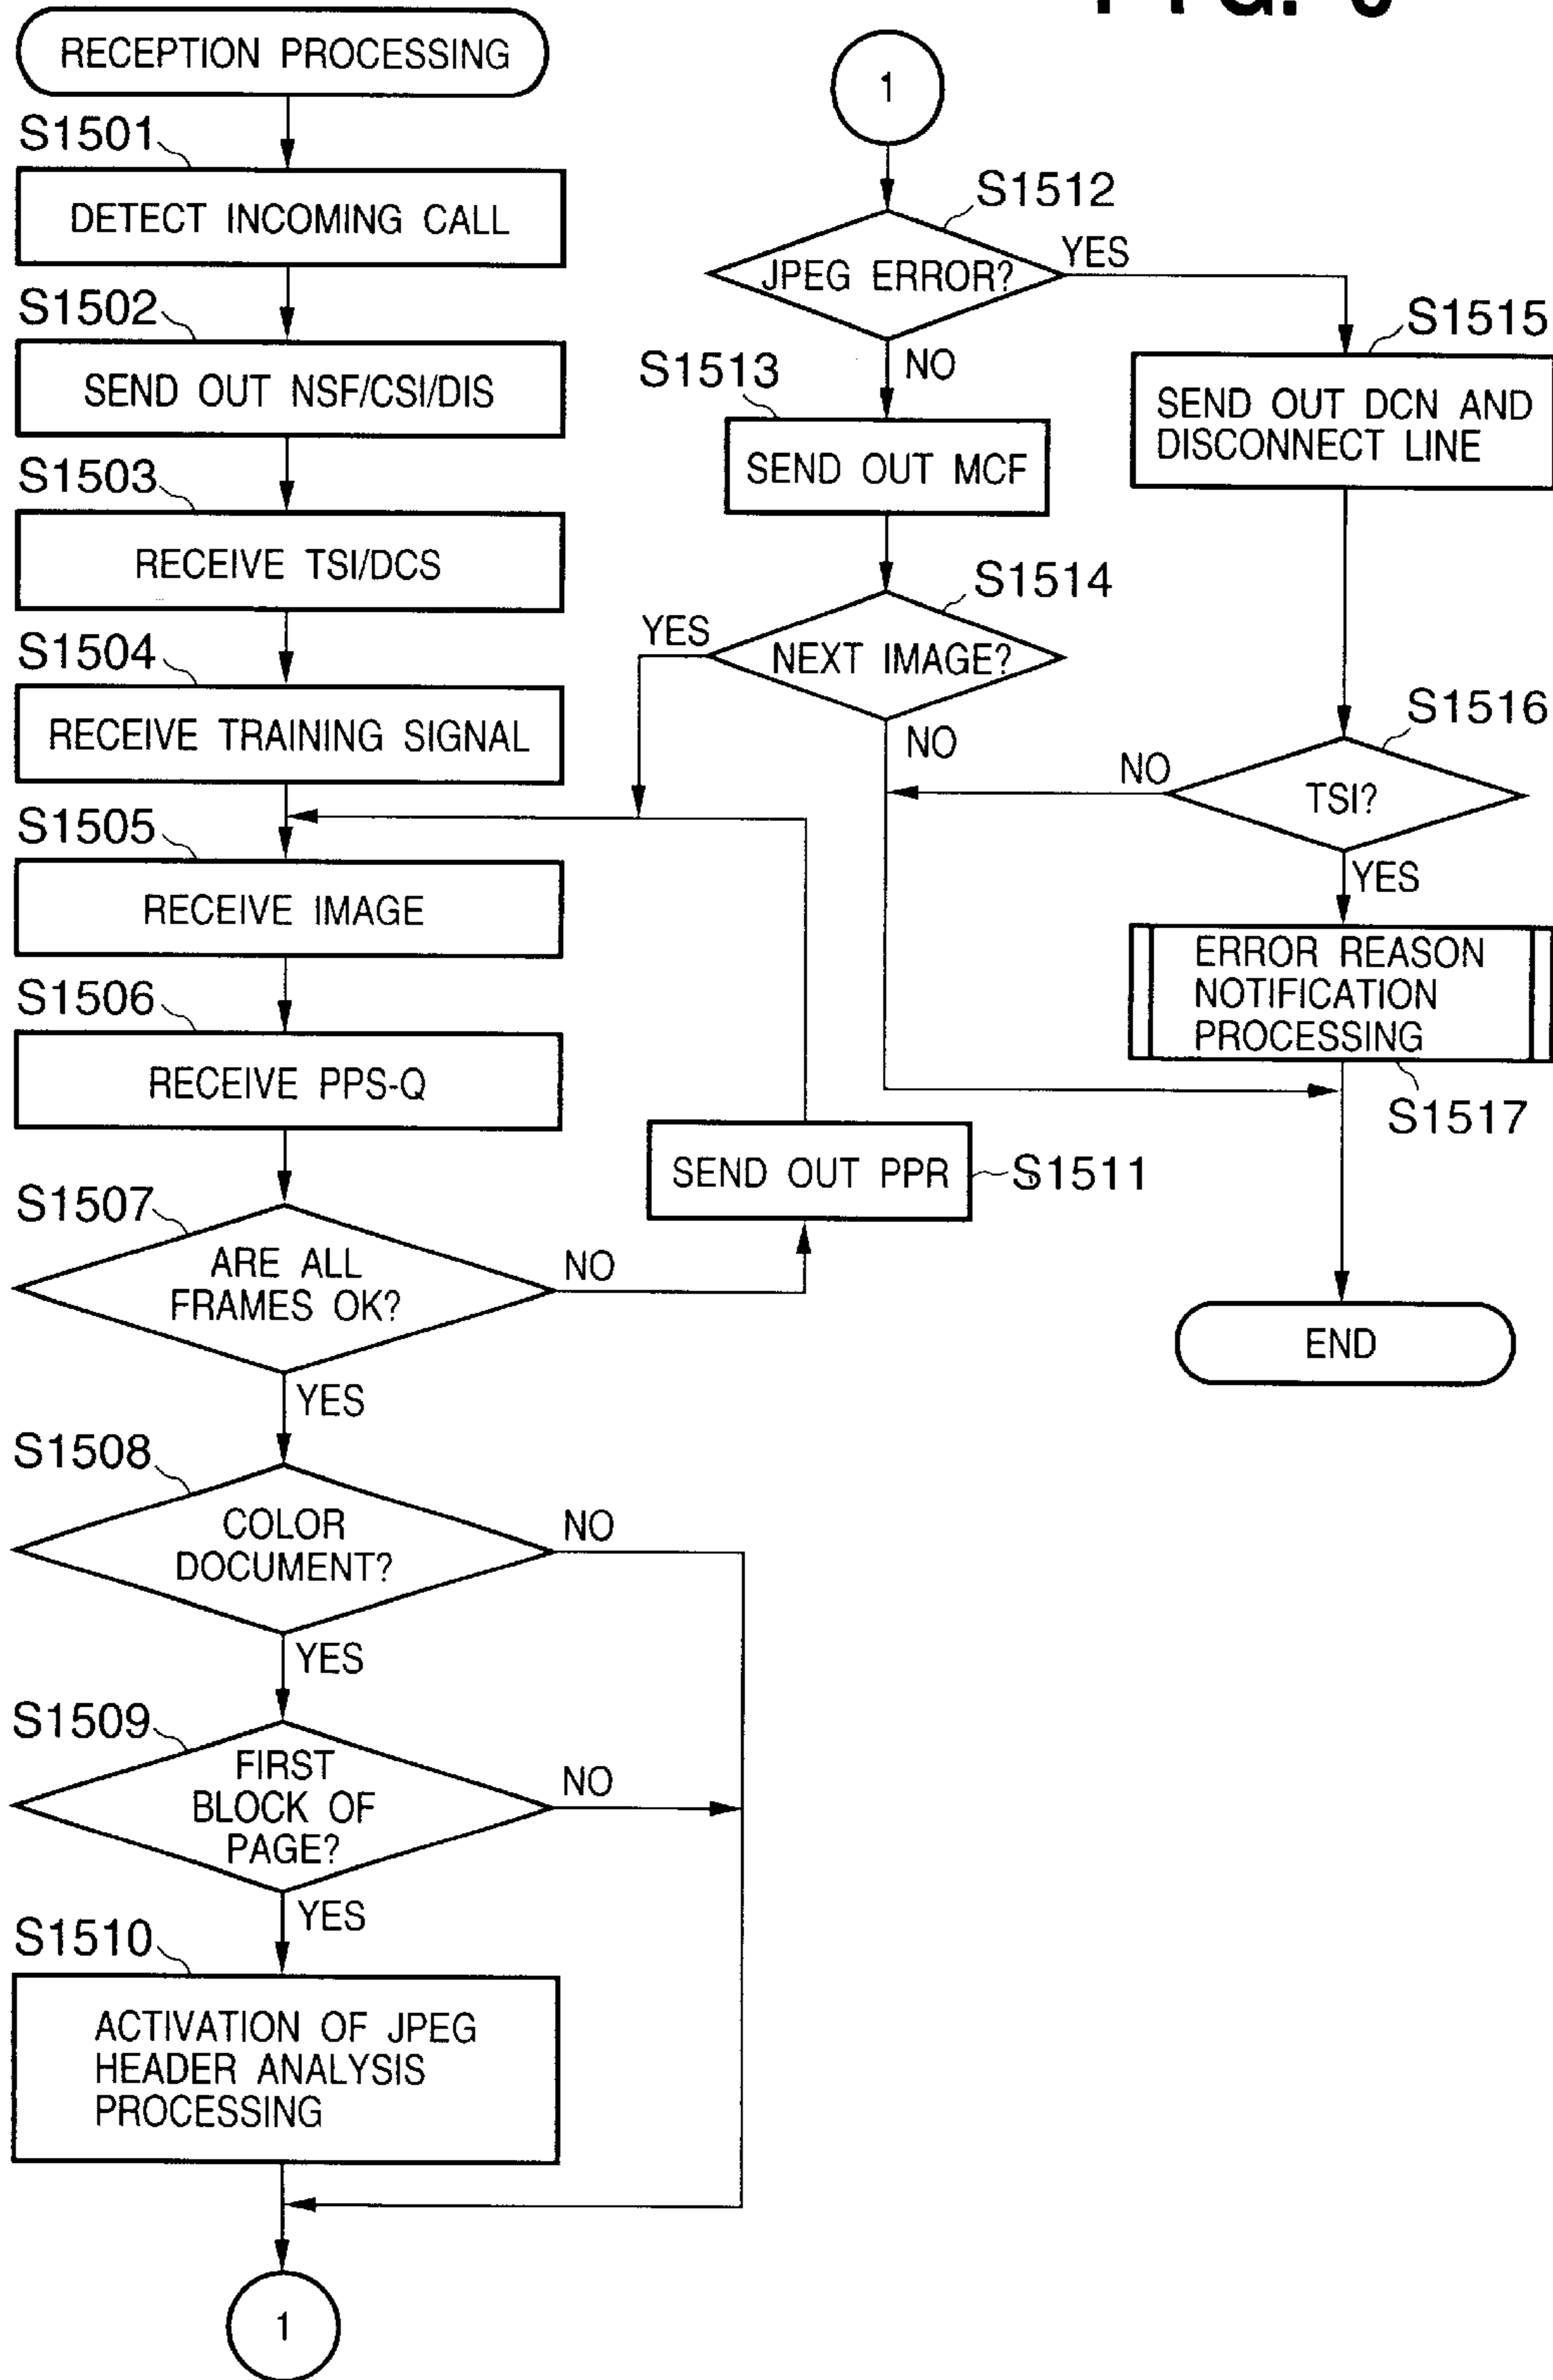 RECEPTION PROCESSING
S1501
DETECT INCOMING CALL
S1502
SEND OUT NSF/CSI/DIS
S1503
RECEIVE TSI/DCS
S1504
RECEIVE TRAINING SIGNAL
S1505
RECEIVE IMAGE
S1506
RECEIVE PPS-Q
S1507
ARE ALL
FRAMES OK?
NO
YES
SEND OUT PPR
S1511
S1508
COLOR
DOCUMENT?
NO
YES
S1509
FIRST
BLOCK OF
PAGE?
NO
YES
S1510
ACTIVATION OF JPEG
HEADER ANALYSIS
PROCESSING
1
1
S1512
JPEG ERROR?
YES
NO
S1513
SEND OUT MCF
S1514
NEXT IMAGE?
YES
NO
S1515
SEND OUT DCN AND
DISCONNECT LINE
S1516
TSI?
NO
YES
ERROR REASON
NOTIFICATION
PROCESSING
S1517
END